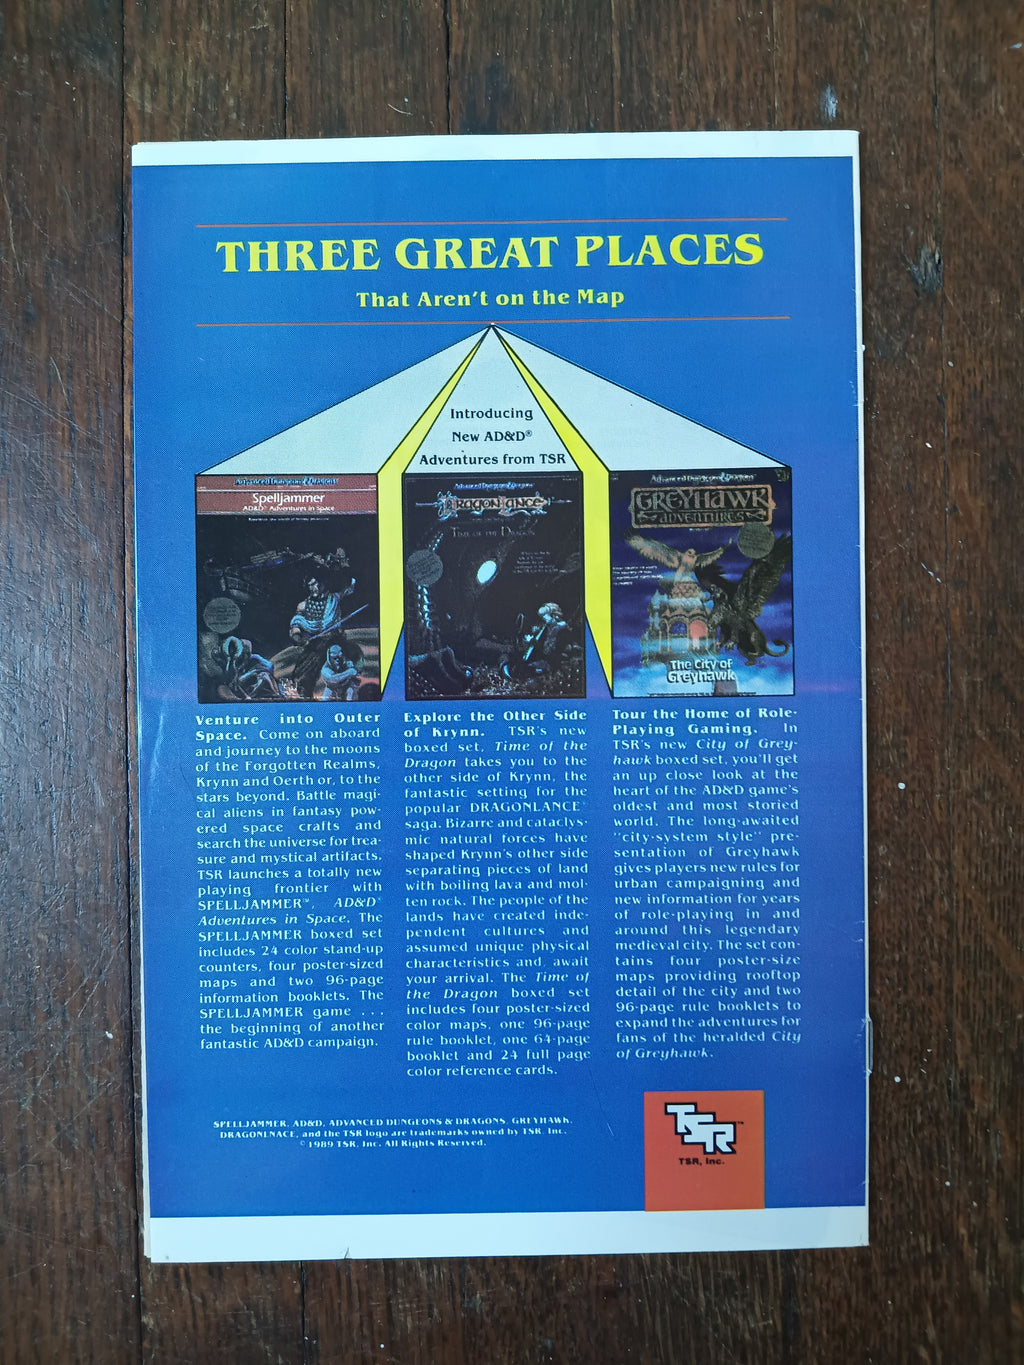 THREE GREAT PLACES
That Aren't on the Map
Introducing
New AD&D®
Adventures from TSR
Advanced Dungeons & Dragons
Spelljammer
AD&D® Adventures in Space
Advanced Dungeons & Dragons
DRAGONLANCE
TIME OF THE DRAGON
Advanced Dungeons & Dragons
GREYHAWK
ADVENTURES
The City of
Greyhawk
Venture into Outer
Space. Come on aboard
and journey to the moons
of the Forgotten Realms,
Krynn and Oerth or, to the
stars beyond. Battle magi-
cal aliens in fantasy pow-
ered space crafts and
search the universe for trea-
sure and mystical artifacts.
TSR launches a totally new
playing frontier with
SPELLJAMMER™, AD&D®
Adventures in Space. The
SPELLJAMMER boxed set
includes 24 color stand-up
counters, four poster-sized
maps and two 96-page
information booklets. The
SPELLJAMMER game . . .
the beginning of another
fantastic AD&D campaign.
Explore the Other Side
of Krynn. TSR's new
boxed set, Time of the
Dragon takes you to the
other side of Krynn, the
fantastic setting for the
popular DRAGONLANCE®
saga. Bizarre and cataclys-
mic natural forces have
shaped Krynn's other side
separating pieces of land
with boiling lava and mol-
ten rock. The people of the
lands have created inde-
pendent cultures and
assumed unique physical
characteristics and, await
your arrival. The Time of
the Dragon boxed set
includes four poster-sized
color maps, one 96-page
rule booklet, one 64-page
booklet and 24 full page
color reference cards.
Tour the Home of Role-
Playing Gaming. In
TSR's new City of Grey-
hawk boxed set, you'll get
an up close look at the
heart of the AD&D game's
oldest and most storied
world. The long-awaited
"city-system style" pre-
sentation of Greyhawk
gives players new rules for
urban campaigning and
new information for years
of role-playing in and
around this legendary
medieval city. The set con-
tains four poster-size
maps providing rooftop
detail of the city and two
96-page rule booklets to
expand the adventures for
fans of the heralded City
of Greyhawk.
SPELLJAMMER, AD&D, ADVANCED DUNGEONS & DRAGONS, GREYHAWK,
DRAGONLNACE, and the TSR logo are trademarks owned by TSR, Inc.
©1989 TSR, Inc. All Rights Reserved.
TSR™
TSR, Inc.